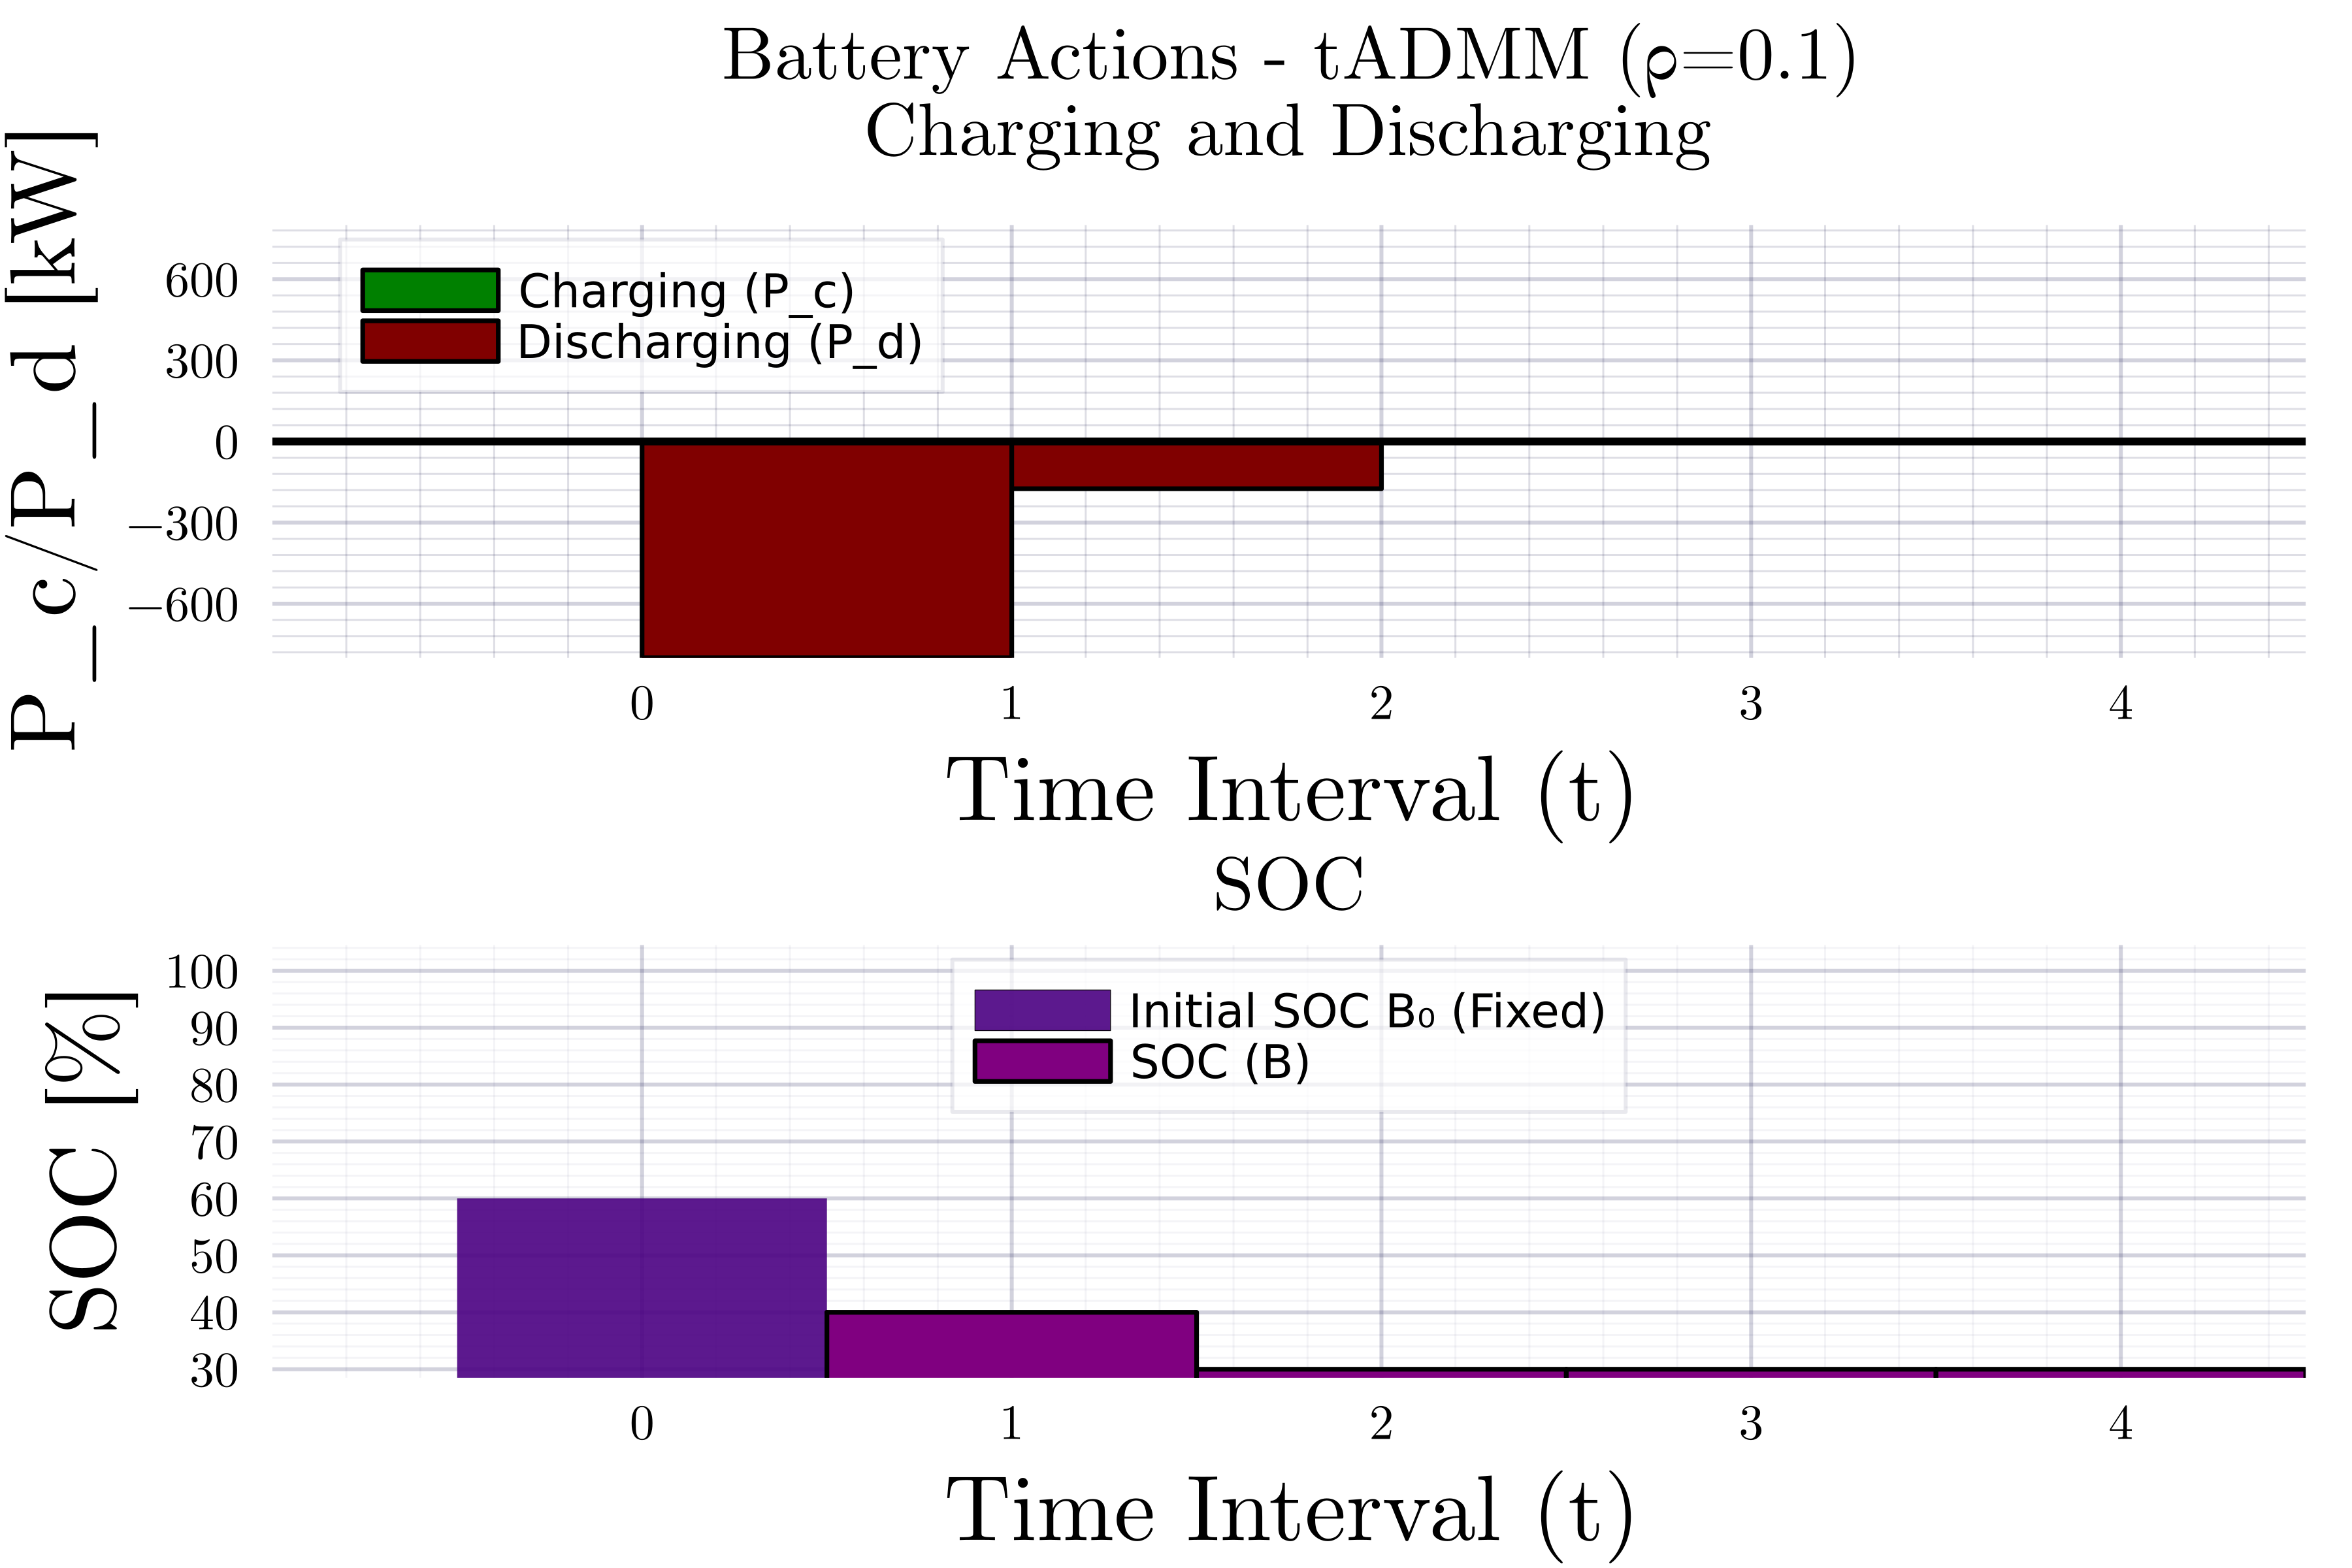 Battery Actions - tADMM (ρ=0.1)
Charging and Discharging
P_c/P_d [kW]
600
300
0
−300
−600
Charging (P_c)
Discharging (P_d)
0 1 2 3 4
Time Interval (t)
SOC
SOC [%]
100
90
80
70
60
50
40
30
Initial SOC B₀ (Fixed)
SOC (B)
0 1 2 3 4
Time Interval (t)